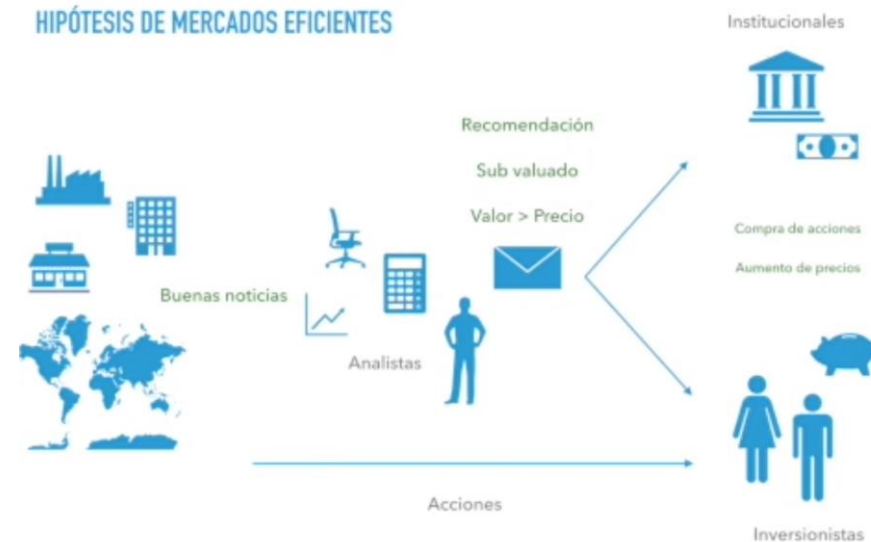 HIPÓTESIS DE MERCADOS EFICIENTES
Institucionales
Recomendación
Sub valuado
Valor > Precio
Compra de acciones
Aumento de precios
Buenas noticias
Analistas
Acciones
Inversionistas